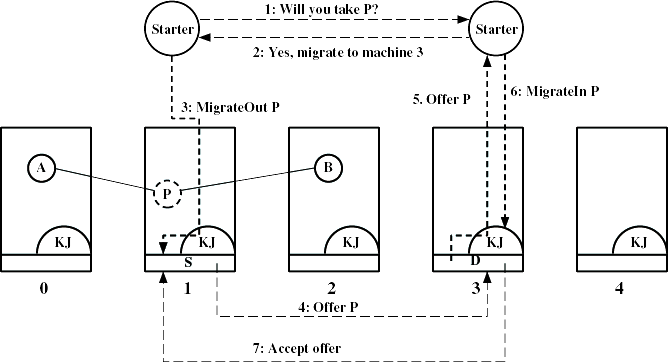 1: Will you take P?
Starter
Starter
2: Yes, migrate to machine 3
3: MigrateOut P
5. Offer P
6: MigrateIn P
A
P
B
KJ
KJ
KJ
KJ
KJ
S
D
0
1
2
3
4
4: Offer P
7: Accept offer